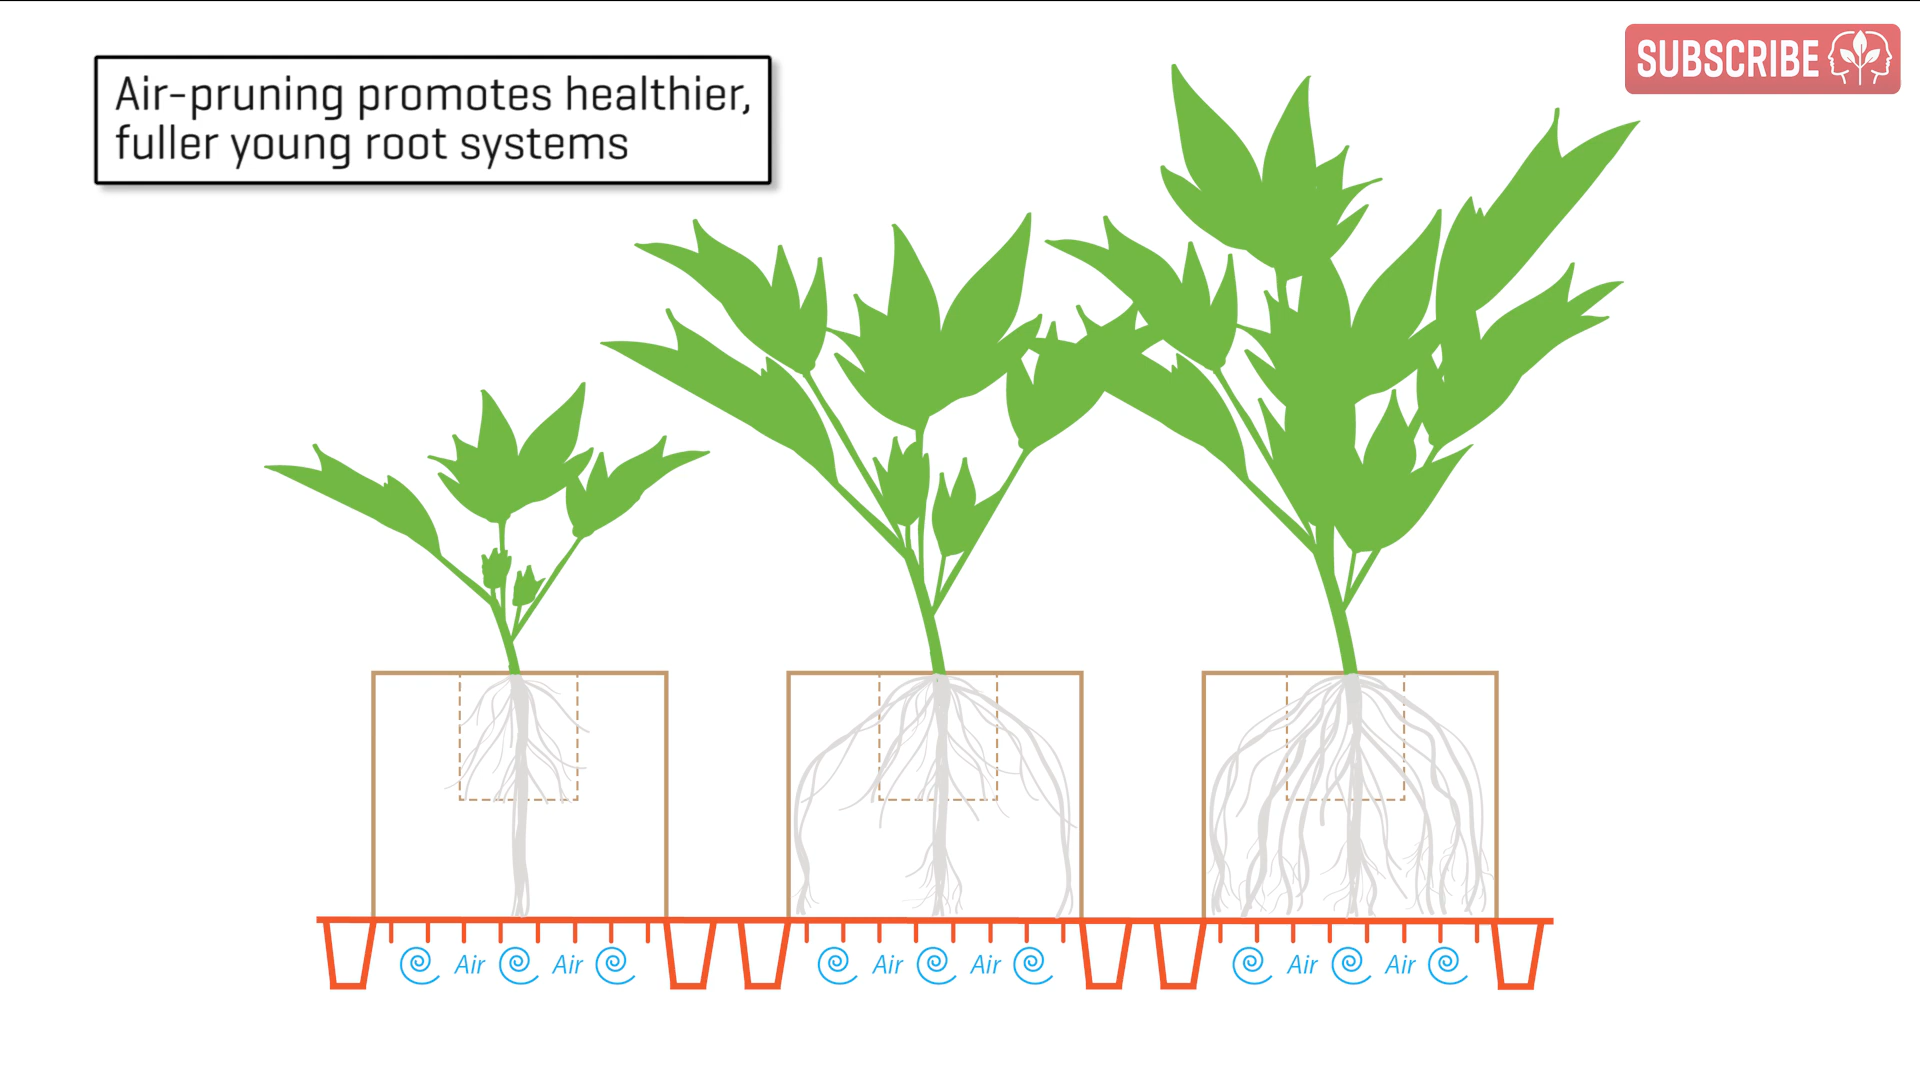 Air-pruning promotes healthier,
fuller young root systems
SUBSCRIBE
Air Air
Air Air
Air Air